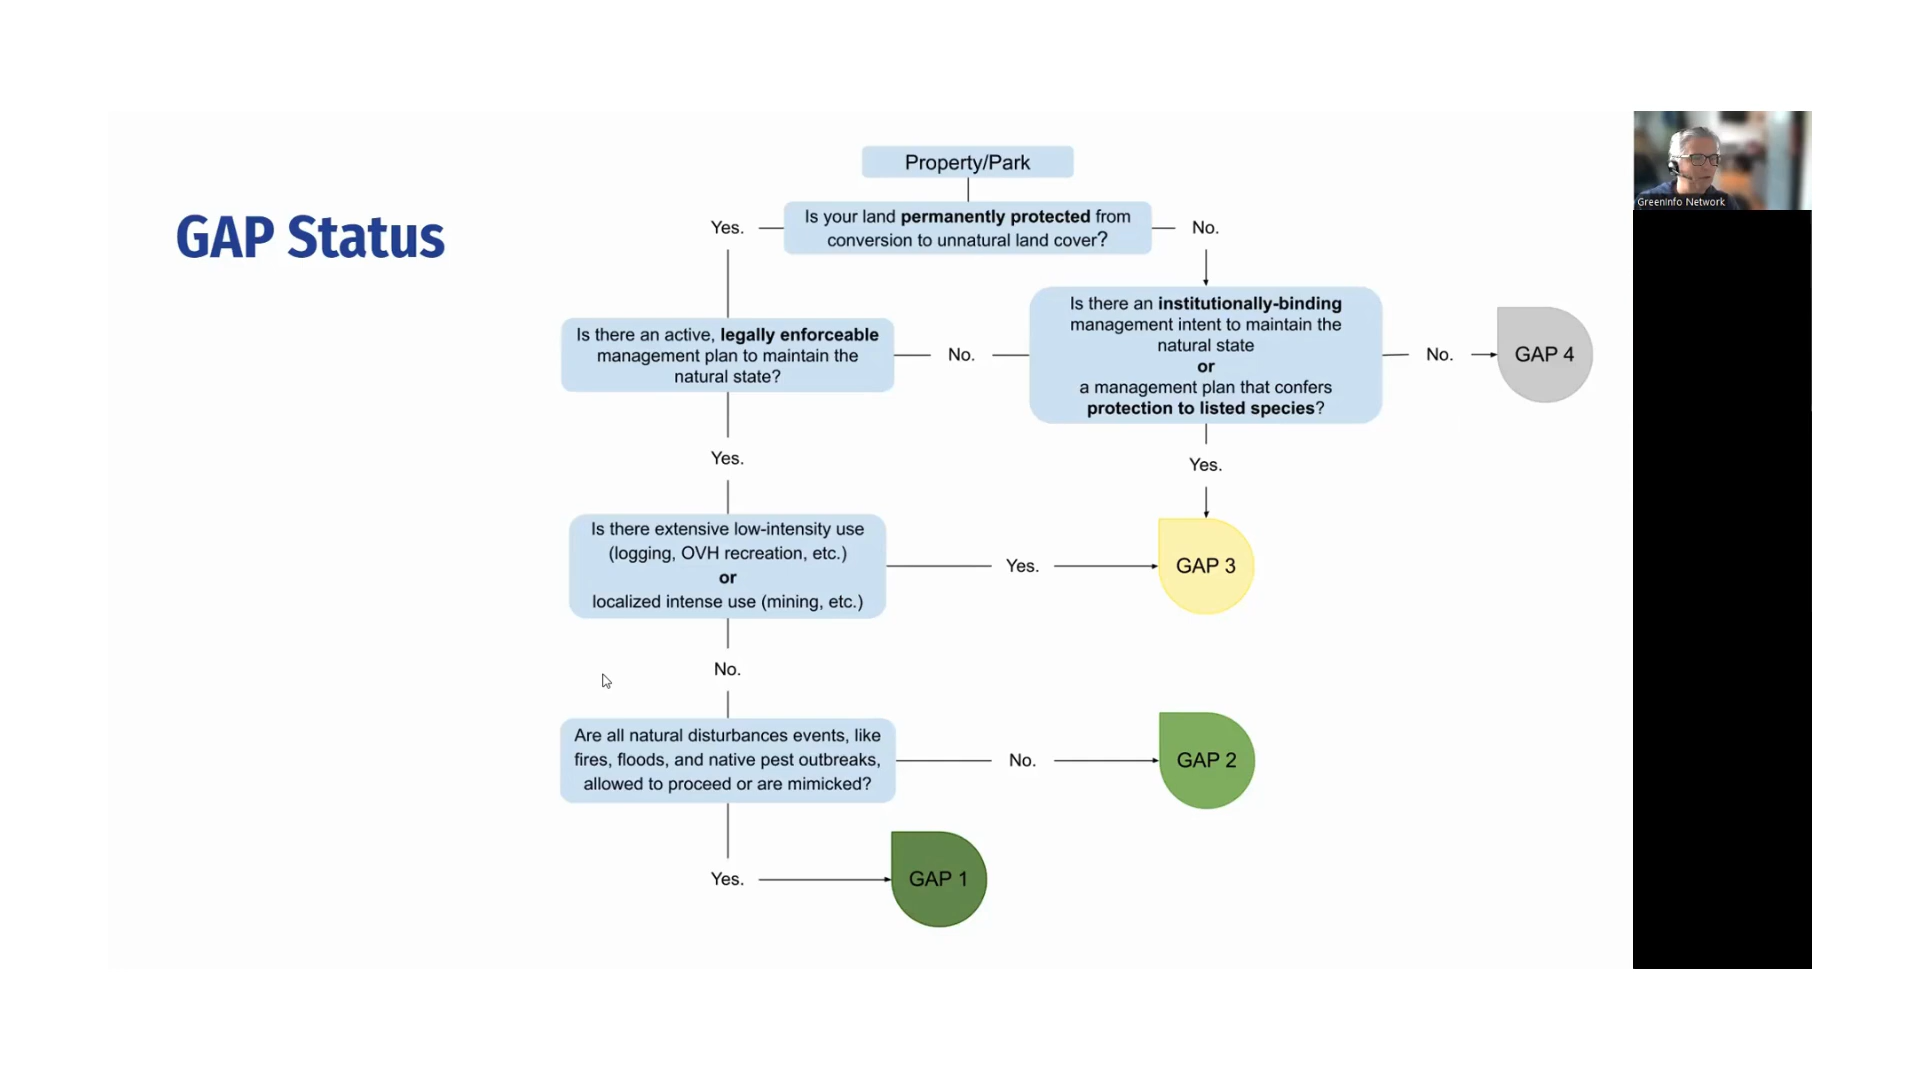 GAP Status
Property/Park
Is your land permanently protected from
conversion to unnatural land cover?
Yes.
No.
Is there an active, legally enforceable
management plan to maintain the
natural state?
No.
Is there an institutionally-binding
management intent to maintain the
natural state
or
a management plan that confers
protection to listed species?
No.
GAP 4
Yes.
Yes.
Is there extensive low-intensity use
(logging, OVH recreation, etc.)
or
localized intense use (mining, etc.)
Yes.
GAP 3
No.
Are all natural disturbances events, like
fires, floods, and native pest outbreaks,
allowed to proceed or are mimicked?
No.
GAP 2
Yes.
GAP 1
GreenInfo Network